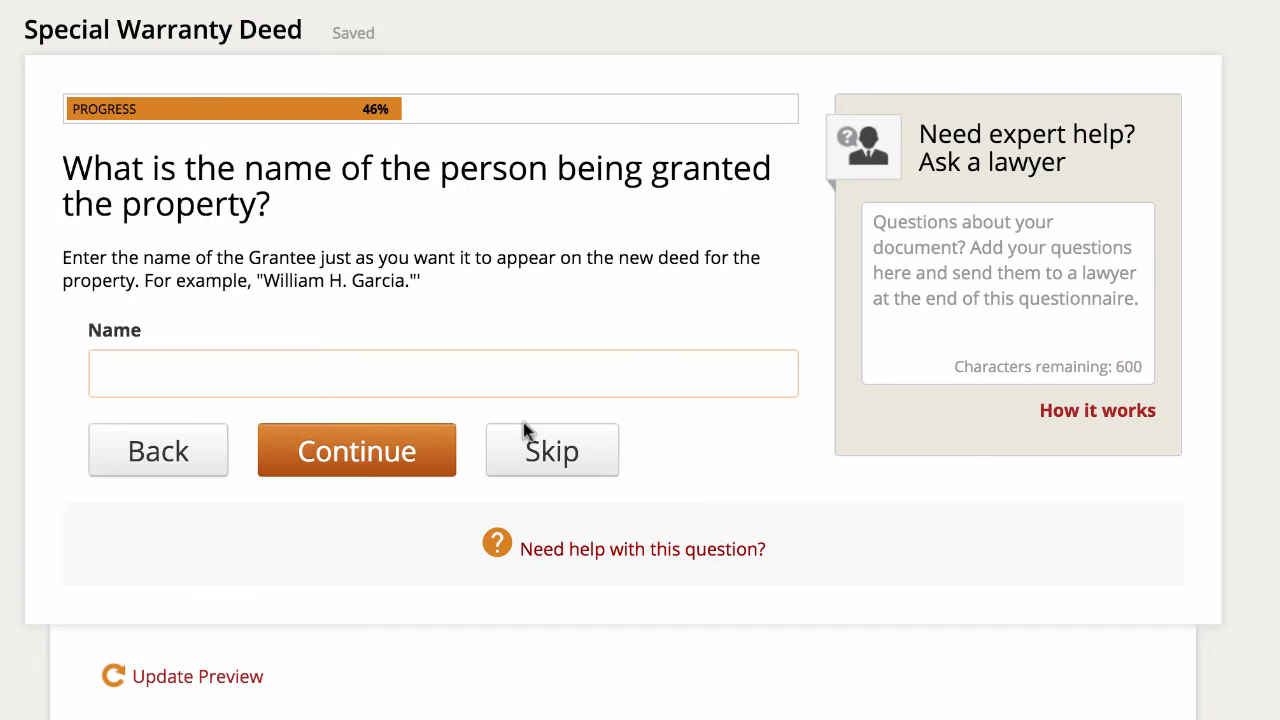 Special Warranty Deed Saved
PROGRESS 46%
What is the name of the person being granted
the property?
Enter the name of the Grantee just as you want it to appear on the new deed for the
property. For example, "William H. Garcia."'
Name
Back Continue Skip
? Need help with this question?
Update Preview
? Need expert help?
Ask a lawyer
Questions about your
document? Add your questions
here and send them to a lawyer
at the end of this questionnaire.
Characters remaining: 600
How it works